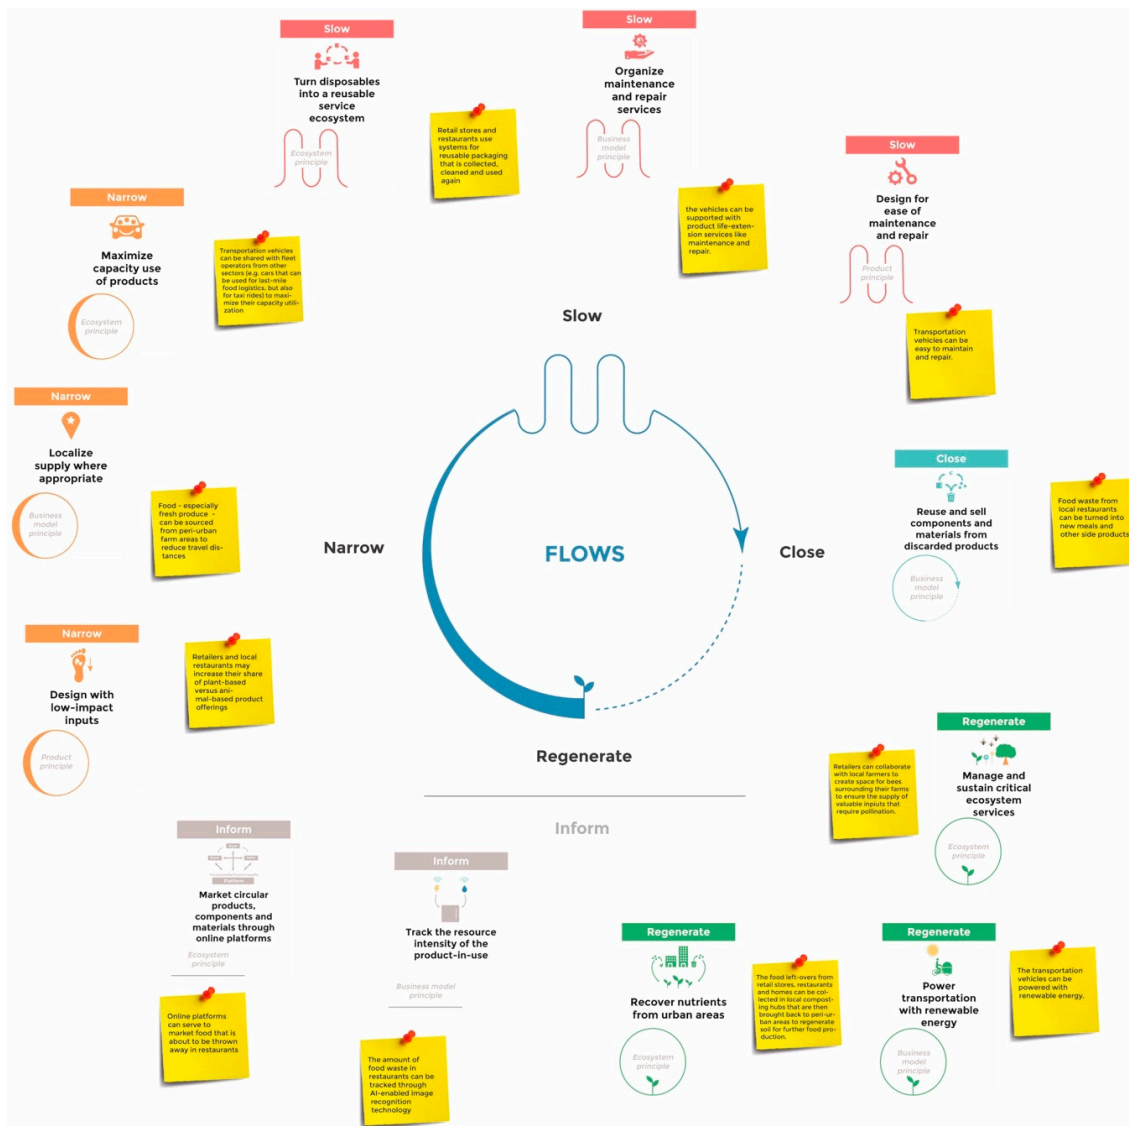 Slow
Turn disposables
into a reusable
service
ecosystem
Ecosystem
principle
Retail stores and
restaurants use
systems for
reusable packaging
that is collected,
cleaned and used
again
Slow
Organize
maintenance
and repair
services
Business
model
principle
the vehicles can be
supported with
product life-exten-
sion services like
maintenance and
repair.
Slow
Design for
ease of
maintenance
and repair
Product
principle
Transportation
vehicles can be
easy to maintain
and repair.
Narrow
Maximize
capacity use
of products
Ecosystem
principle
Transportation vehicles
can be shared with fleet
operators from other
sectors (e.g. cars that can
be used for last-mile
food logistics, but also
for taxi rides) to maxi-
mize their capacity utili-
zation
Narrow
Localize
supply where
appropriate
Business
model
principle
Food - especially
fresh produce -
can be sourced
from peri-urban
farm areas to
reduce travel dis-
tances
Narrow
Design with
low-impact
inputs
Product
principle
Retailers and local
restaurants may
increase their share
of plant-based
versus ani-
mal-based product
offerings
Slow
Narrow
FLOWS
Close
Regenerate
Inform
Close
Reuse and sell
components and
materials from
discarded products
Business
model
principle
Food waste from
local restaurants
can be turned into
new meals and
other side products
Regenerate
Manage and
sustain critical
ecosystem
services
Ecosystem
principle
Retailers can collaborate
with local farmers to
create space for bees
surrounding their farms
to ensure the supply of
valuable inpiuts that
require pollination.
Inform
Platform
Market circular
products,
components and
materials through
online platforms
Ecosystem
principle
Online platforms
can serve to
market food that is
about to be thrown
away in restaurants
Inform
Track the resource
intensity of the
product-in-use
Business model
principle
The amount of
food waste in
restaurants can be
tracked through
AI-enabled image
recognition
technology
Regenerate
Recover nutrients
from urban areas
Ecosystem
principle
The food left-overs from
retail stores, restaurants
and homes can be col-
lected in local compost-
ing hubs that are then
brought back to peri-ur-
ban areas to regenerate
soil for further food pro-
duction.
Regenerate
Power
transportation
with renewable
energy
Business
model
principle
The transportation
vehicles can be
powered with
renewable energy.